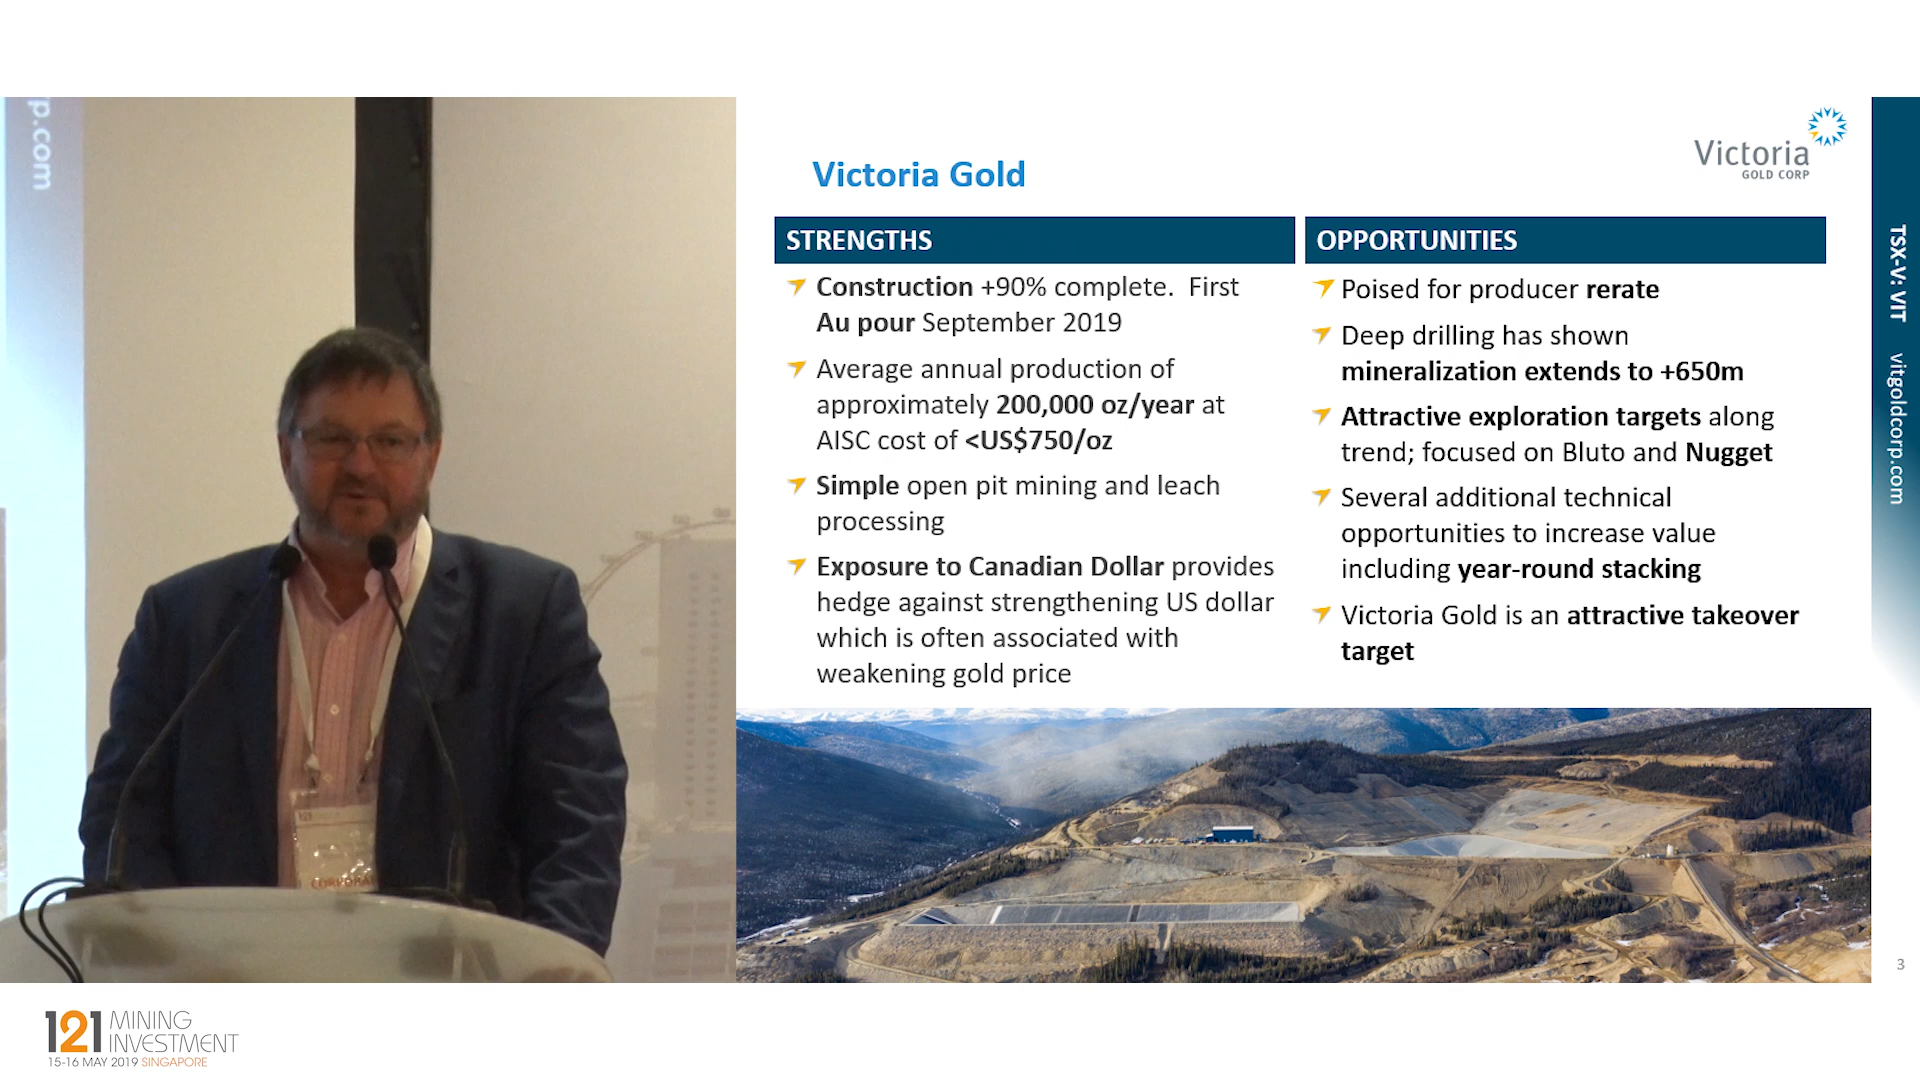 rp.com
Victoria
GOLD CORP
Victoria Gold
STRENGTHS
Construction +90% complete. First
Au pour September 2019
Average annual production of
approximately 200,000 oz/year at
AISC cost of <US$750/oz
Simple open pit mining and leach
processing
Exposure to Canadian Dollar provides
hedge against strengthening US dollar
which is often associated with
weakening gold price
OPPORTUNITIES
Poised for producer rerate
Deep drilling has shown
mineralization extends to +650m
Attractive exploration targets along
trend; focused on Bluto and Nugget
Several additional technical
opportunities to increase value
including year-round stacking
Victoria Gold is an attractive takeover
target
TSX-V: VIT vitgoldcorp.com
3
121 MINING
INVESTMENT
15-16 MAY 2019 SINGAPORE